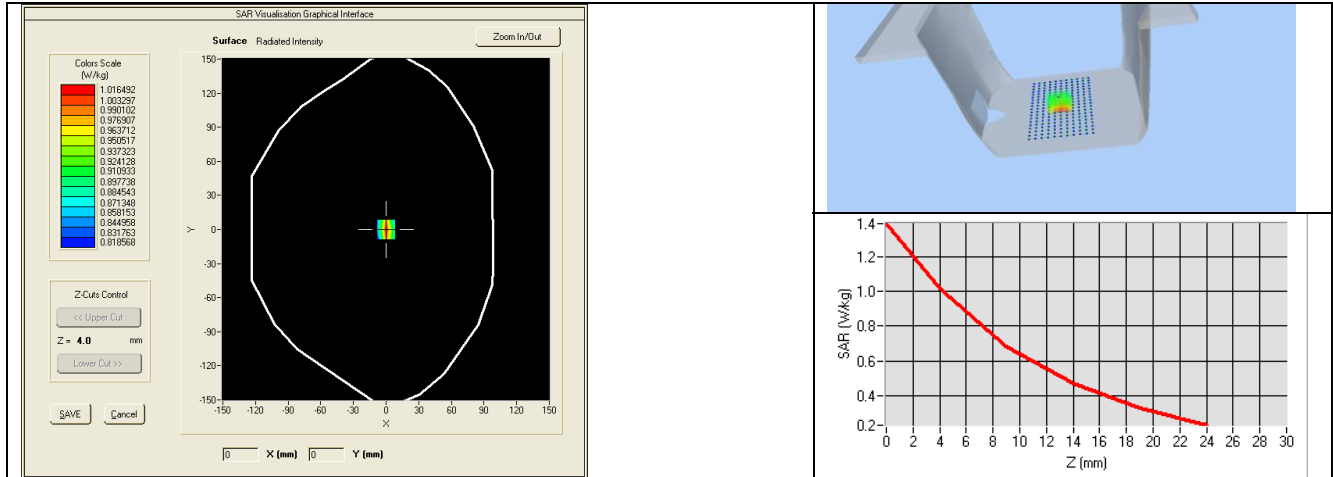 SAR Visualisation Graphical Interface
Surface Radiated Intensity
Zoom In/Out
Colors Scale
(W/kg)
1.016492
1.003297
0.990102
0.976907
0.963712
0.950517
0.937323
0.924128
0.910933
0.897738
0.884543
0.871348
0.858153
0.844958
0.831763
0.818568
Z-Cuts Control
<< Upper Cut
Z = 4.0 mm
Lower Cut >>
SAVE Cancel
150-
120-
90-
60-
30-
0-
-30-
-60-
-90-
-120-
-150-
Y
-150 -120 -90 -60 -30 0 30 60 90 120 150
X
0 X (mm) 0 Y (mm)
1.4-
1.2-
1.0-
0.8-
0.6-
0.4-
0.2-
SAR (W/kg)
0 2 4 6 8 10 12 14 16 18 20 22 24 26 28 30
Z (mm)